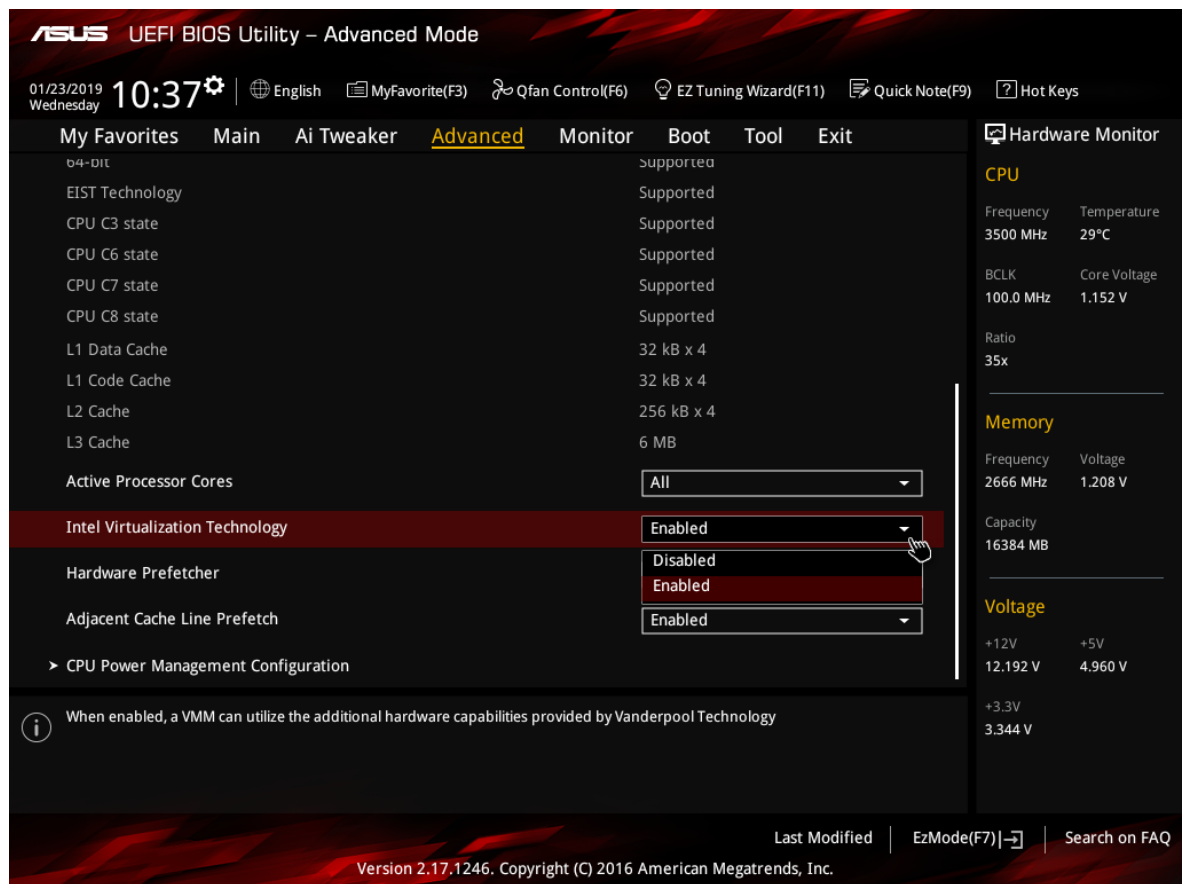 ASUS UEFI BIOS Utility – Advanced Mode
01/23/2019
Wednesday
10:37
English
MyFavorite(F3)
Qfan Control(F6)
EZ Tuning Wizard(F11)
Quick Note(F9)
? Hot Keys
My Favorites Main Ai Tweaker Advanced Monitor Boot Tool Exit
64-bit Supported
EIST Technology Supported
CPU C3 state Supported
CPU C6 state Supported
CPU C7 state Supported
CPU C8 state Supported
L1 Data Cache 32 kB x 4
L1 Code Cache 32 kB x 4
L2 Cache 256 kB x 4
L3 Cache 6 MB
Active Processor Cores All
Intel Virtualization Technology Enabled
Disabled
Enabled
Hardware Prefetcher
Adjacent Cache Line Prefetch Enabled
> CPU Power Management Configuration
When enabled, a VMM can utilize the additional hardware capabilities provided by Vanderpool Technology
Hardware Monitor
CPU
Frequency Temperature
3500 MHz 29°C
BCLK Core Voltage
100.0 MHz 1.152 V
Ratio
35x
Memory
Frequency Voltage
2666 MHz 1.208 V
Capacity
16384 MB
Voltage
+12V +5V
12.192 V 4.960 V
+3.3V
3.344 V
Last Modified
EzMode(F7)
Search on FAQ
Version 2.17.1246. Copyright (C) 2016 American Megatrends, Inc.